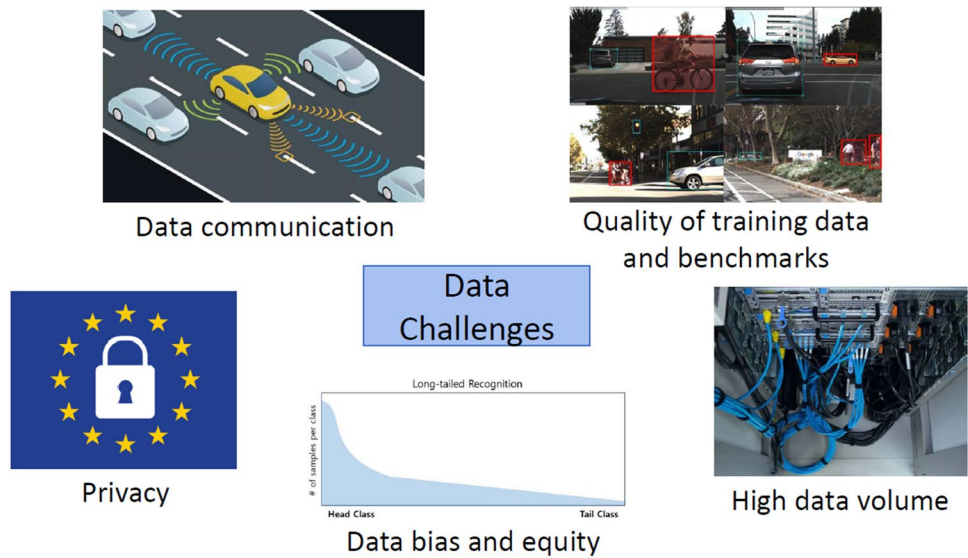 Data communication
Quality of training data
and benchmarks
Data
Challenges
Privacy
Long-tailed Recognition
# of samples per class
Head Class
Tail Class
Data bias and equity
High data volume
Google